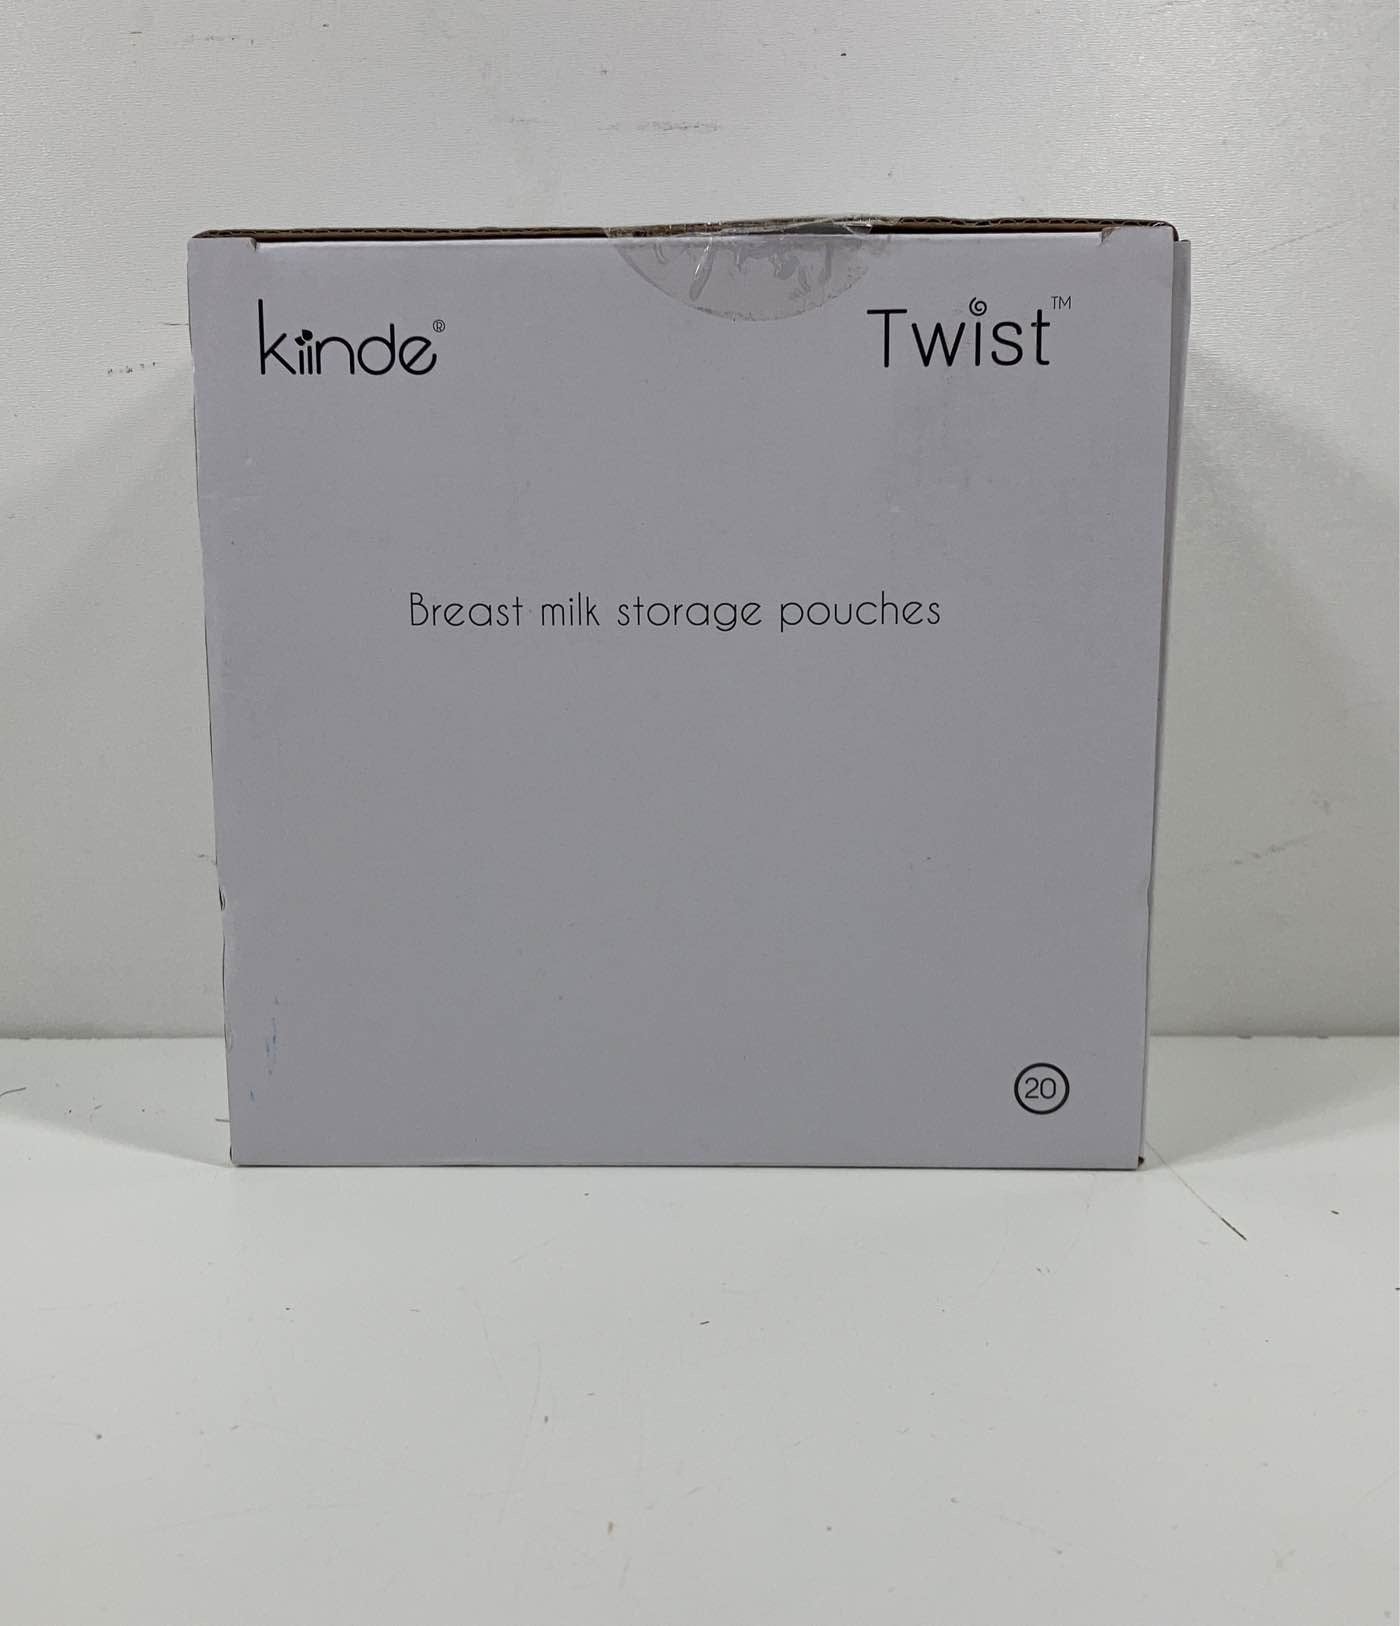 kiinde®
Twist™
Breast milk storage pouches
20